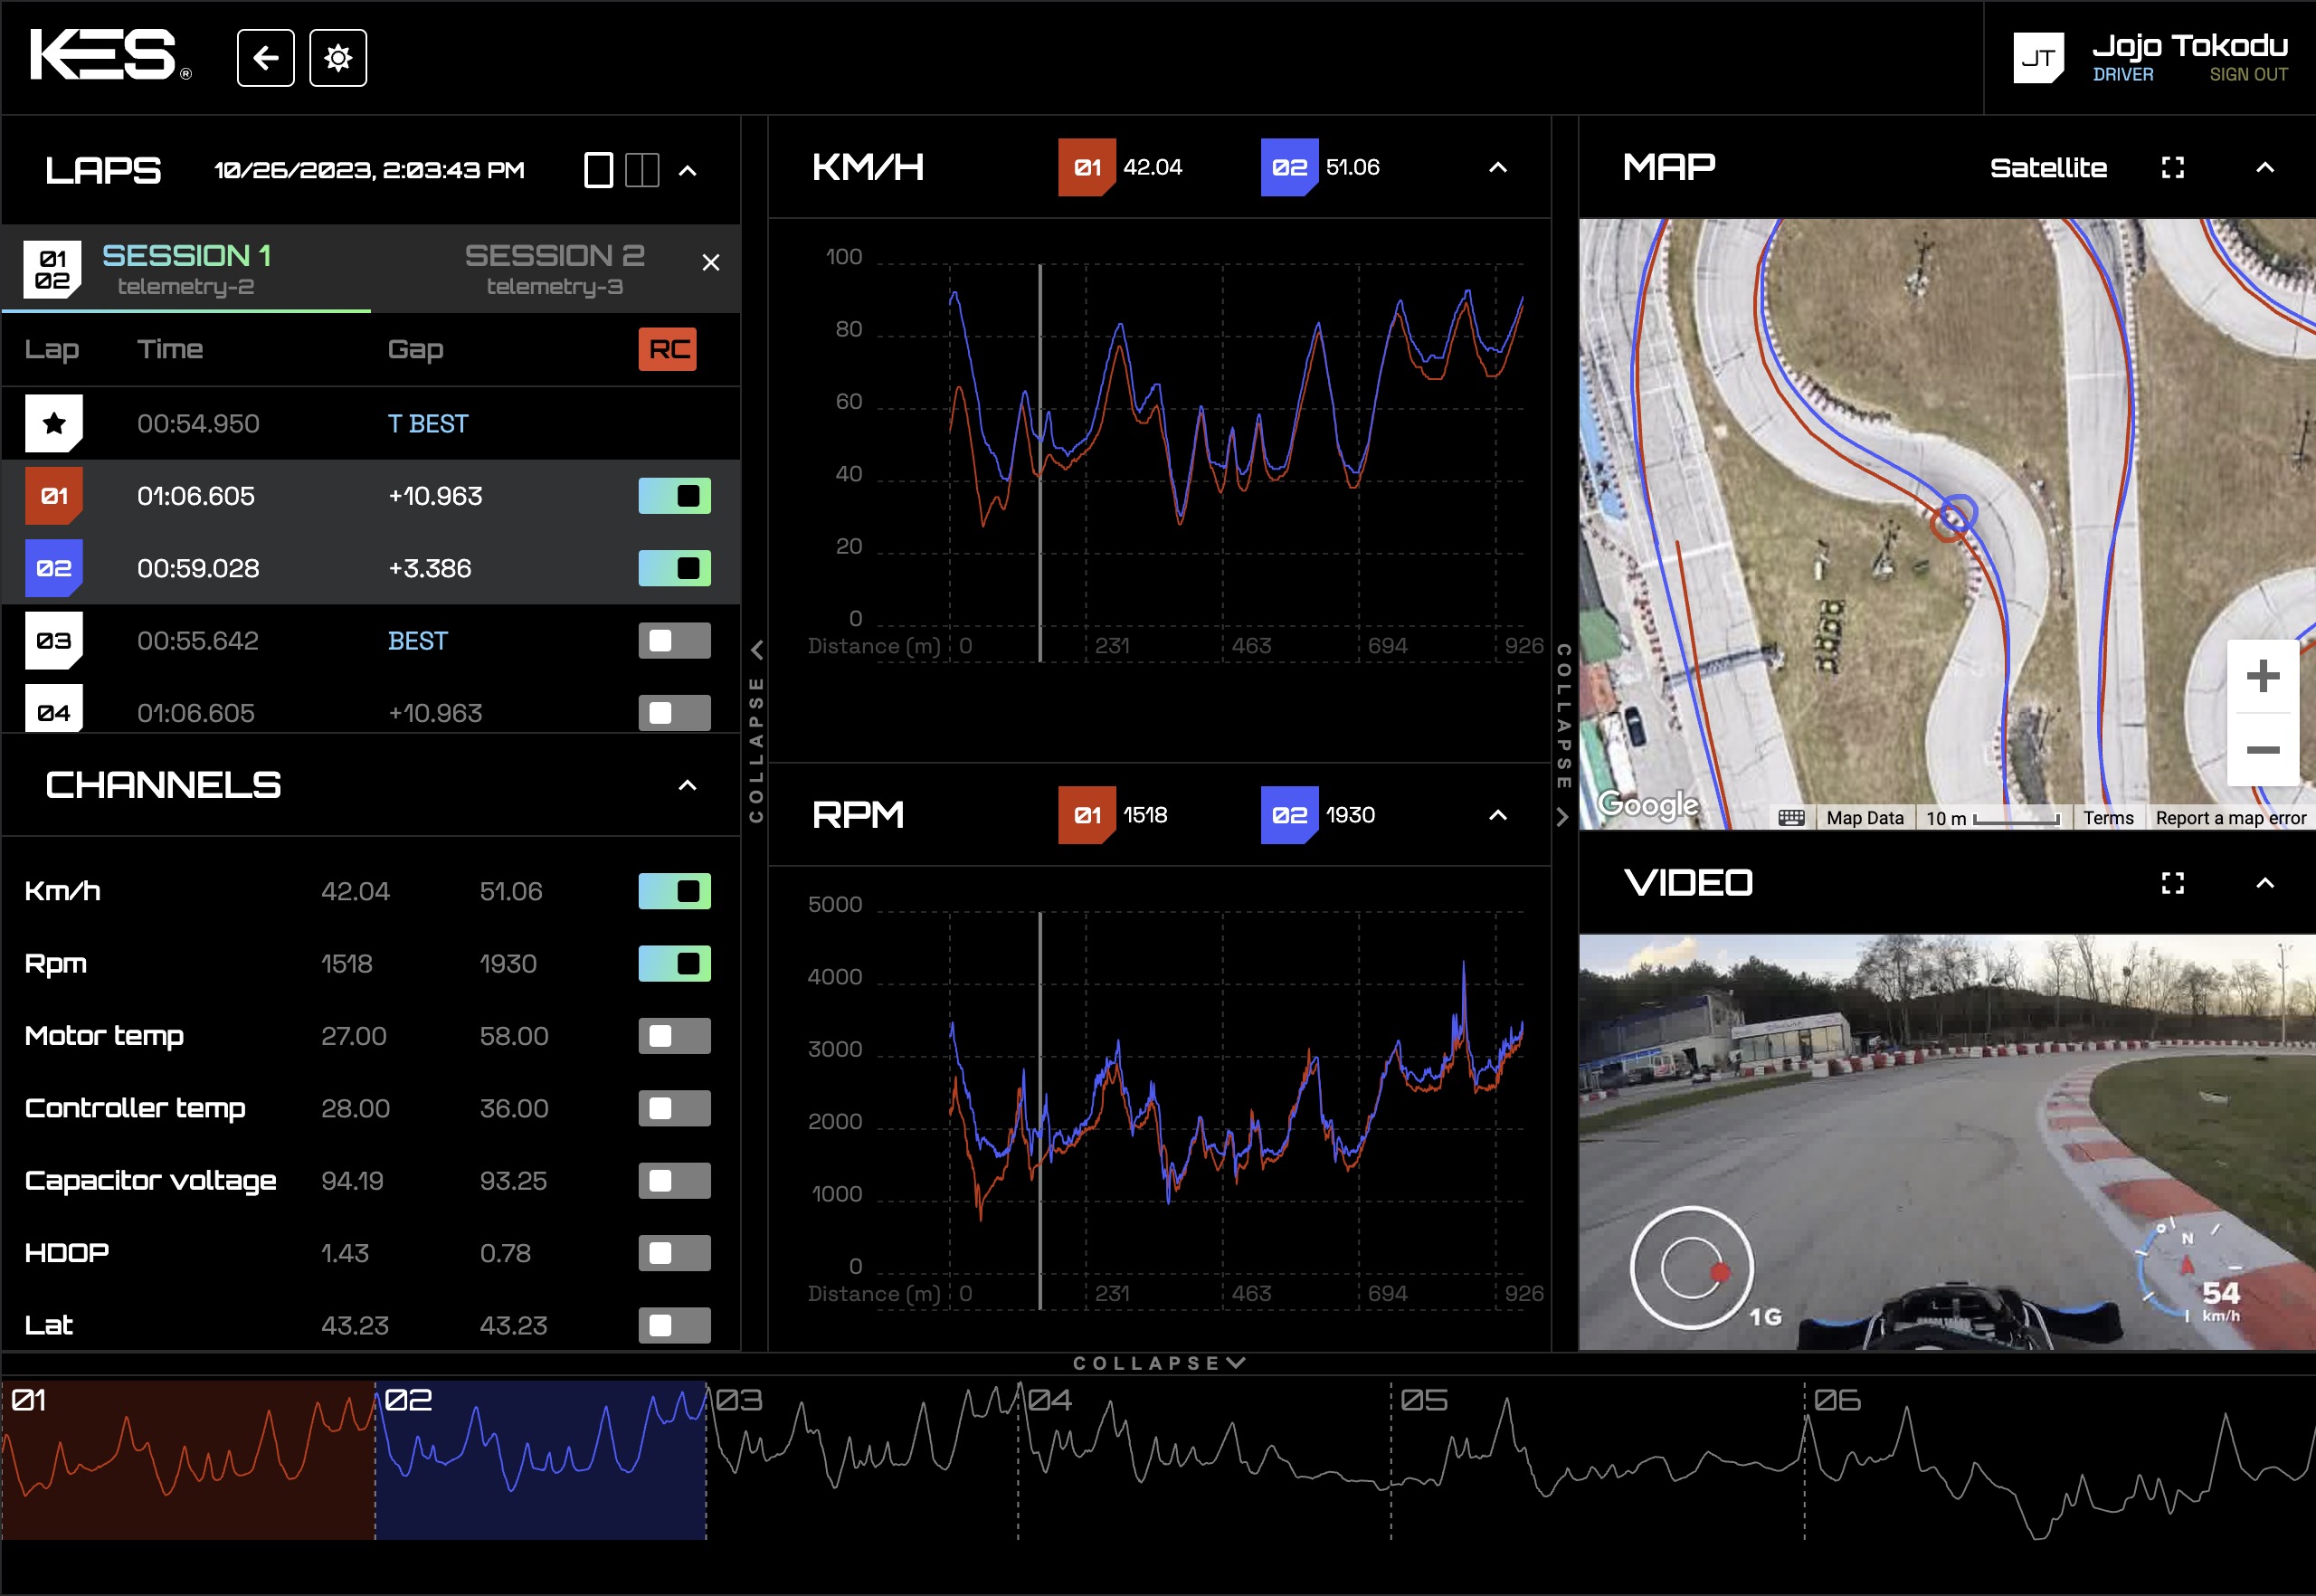 KES®
JT
Jojo Tokodu
DRIVER SIGN OUT
LAPS 10/26/2023, 2:03:43 PM
01
02
SESSION 1
telemetry-2
SESSION 2
telemetry-3
Lap Time Gap RC
00:54.950 T BEST
01 01:06.605 +10.963
02 00:59.028 +3.386
03 00:55.642 BEST
04 01:06.605 +10.963
CHANNELS
Km/h 42.04 51.06
Rpm 1518 1930
Motor temp 27.00 58.00
Controller temp 28.00 36.00
Capacitor voltage 94.19 93.25
HDOP 1.43 0.78
Lat 43.23 43.23
COLLAPSE
KM/H 01 42.04 02 51.06
100
80
60
40
20
0
Distance (m) 0 231 463 694 926
RPM 01 1518 02 1930
5000
4000
3000
2000
1000
0
Distance (m) 0 231 463 694 926
COLLAPSE
MAP Satellite
Google
Map Data 10 m Terms Report a map error
VIDEO
1G
N
54
km/h
COLLAPSE
01 02 03 04 05 06